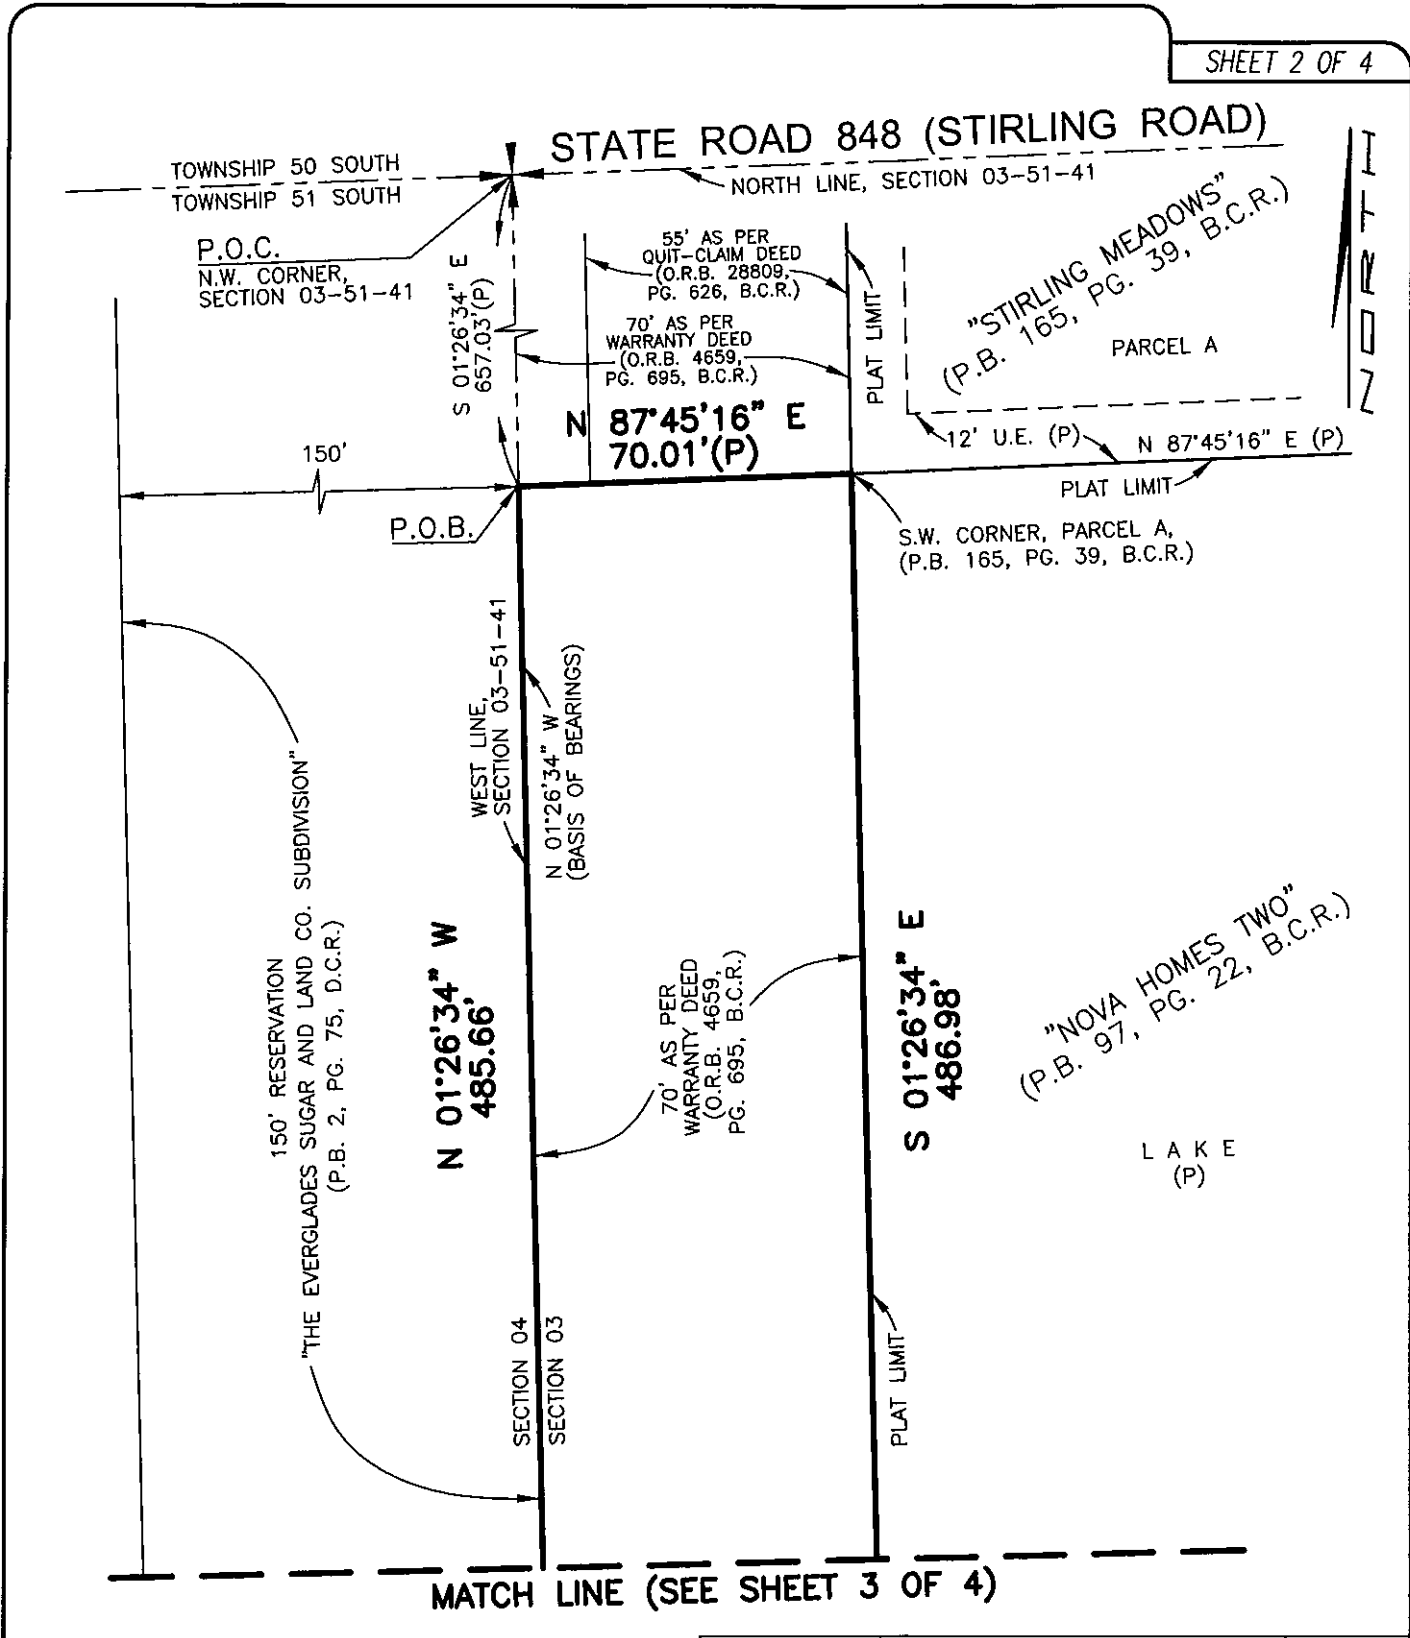 SHEET 2 OF 4
STATE ROAD 848 (STIRLING ROAD)
TOWNSHIP 50 SOUTH
TOWNSHIP 51 SOUTH
NORTH LINE, SECTION 03-51-41
NORTH
P.O.C.
N.W. CORNER,
SECTION 03-51-41
S 01°26'34" E
657.03'(P)
55' AS PER
QUIT-CLAIM DEED
(O.R.B. 28809,
PG. 626, B.C.R.)
70' AS PER
WARRANTY DEED
(O.R.B. 4659,
PG. 695, B.C.R.)
PLAT LIMIT
"STIRLING MEADOWS"
(P.B. 165, PG. 39, B.C.R.)
PARCEL A
N 87°45'16" E
70.01'(P)
12' U.E. (P)
N 87°45'16" E (P)
PLAT LIMIT
150'
P.O.B.
S.W. CORNER, PARCEL A,
(P.B. 165, PG. 39, B.C.R.)
WEST LINE,
SECTION 03-51-41
N 01°26'34" W
(BASIS OF BEARINGS)
150' RESERVATION
"THE EVERGLADES SUGAR AND LAND CO. SUBDIVISION"
(P.B. 2, PG. 75, D.C.R.)
N 01°26'34" W
485.66'
70' AS PER
WARRANTY DEED
(O.R.B. 4659,
PG. 695, B.C.R.)
S 01°26'34" E
486.98'
"NOVA HOMES TWO"
(P.B. 97, PG. 22, B.C.R.)
LAKE
(P)
SECTION 04
SECTION 03
PLAT LIMIT
MATCH LINE (SEE SHEET 3 OF 4)